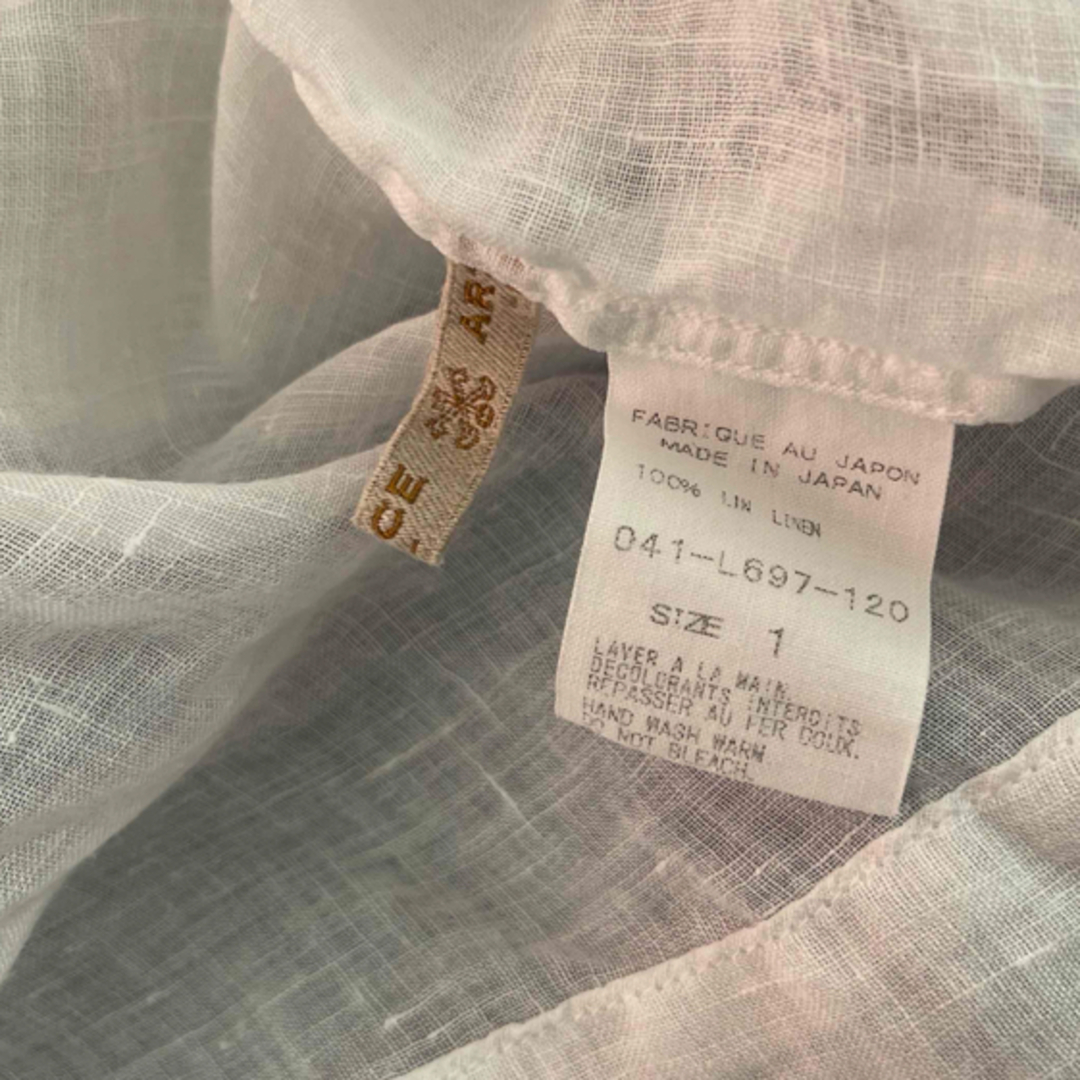 AR
CE
FABRIQUE AU JAPON
MADE IN JAPAN
100% LIN LINEN
041-L697-120
SIZE 1
LAVER A LA MAIN.
DECOLORANTS INTERDITS
REPASSER AU FER DOUX.
HAND WASH WARM
DO NOT BLEACH.